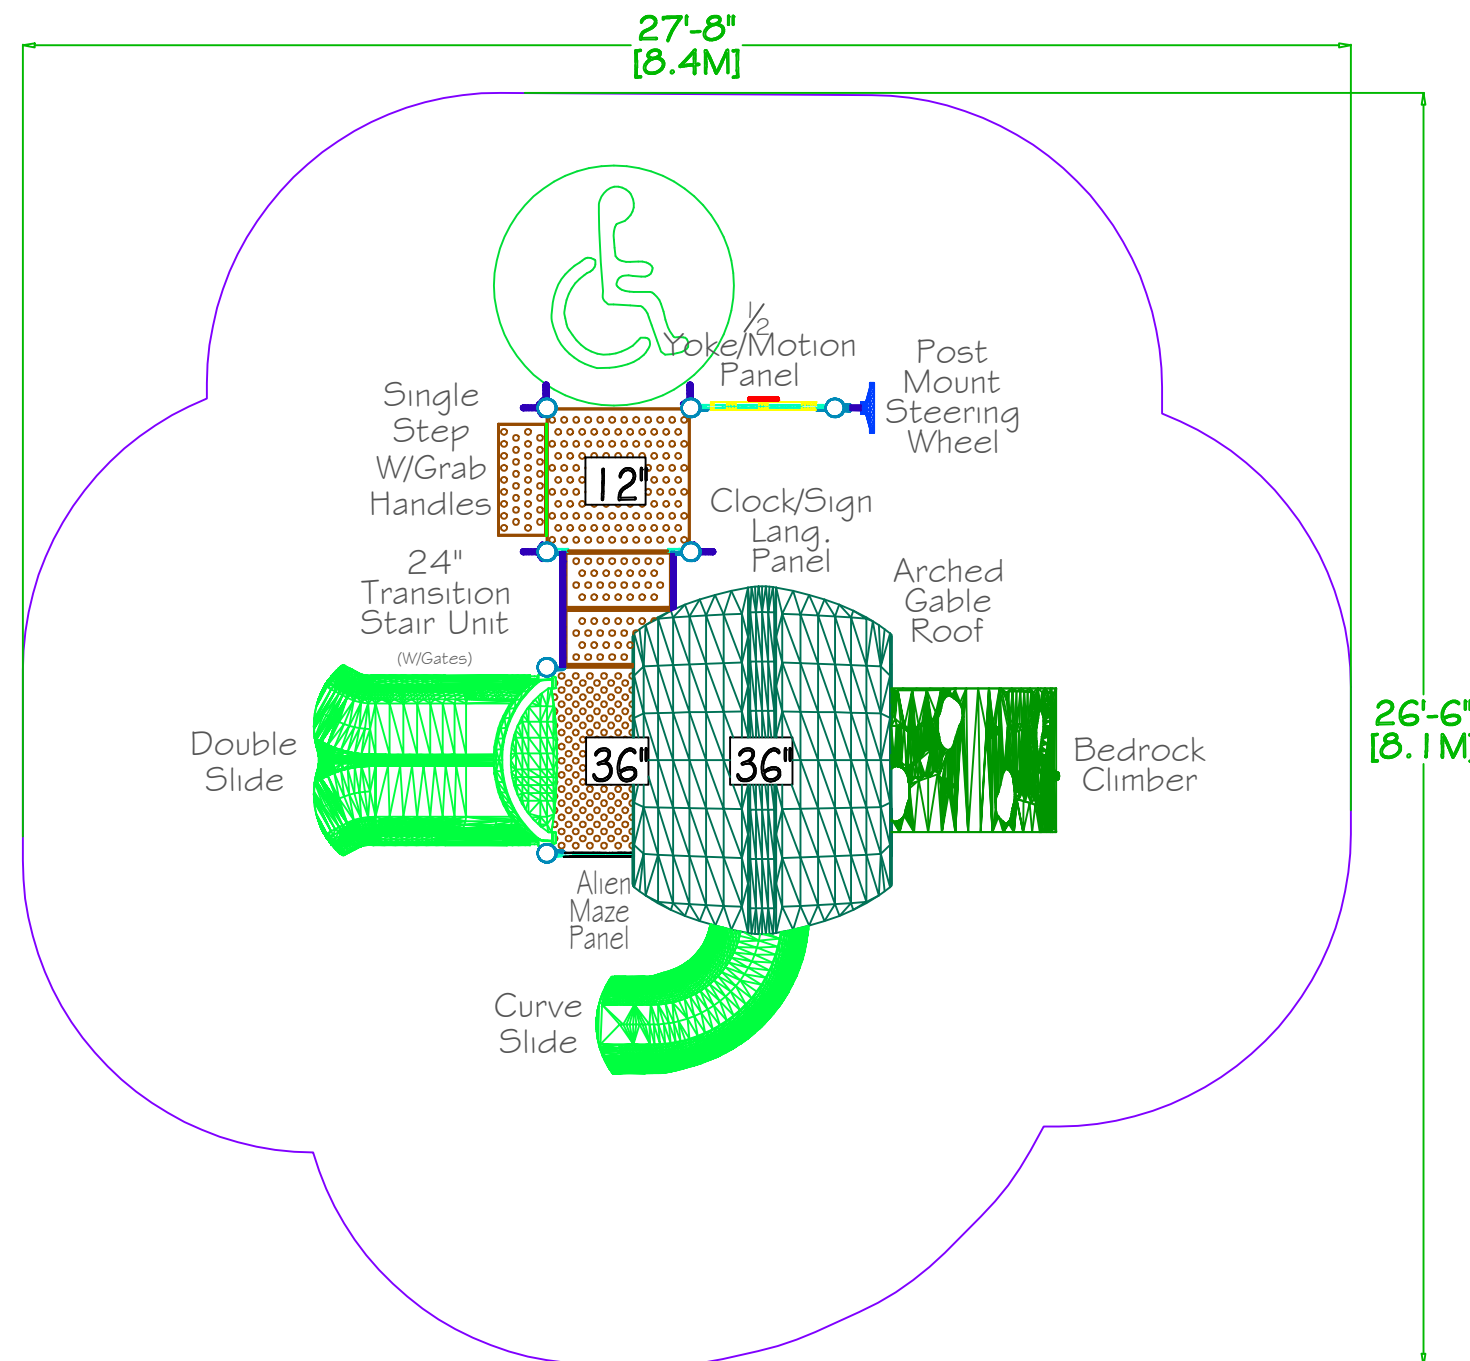 27'-8"
[8.4M]
1/2
Yoke/Motion
Panel
Post
Mount
Steering
Wheel
Single
Step
W/Grab
Handles
12"
Clock/Sign
Lang.
Panel
24"
Transition
Stair Unit
(W/Gates)
Arched
Gable
Roof
Double
Slide
36"
36"
Bedrock
Climber
26'-6"
[8.1M]
Alien
Maze
Panel
Curve
Slide